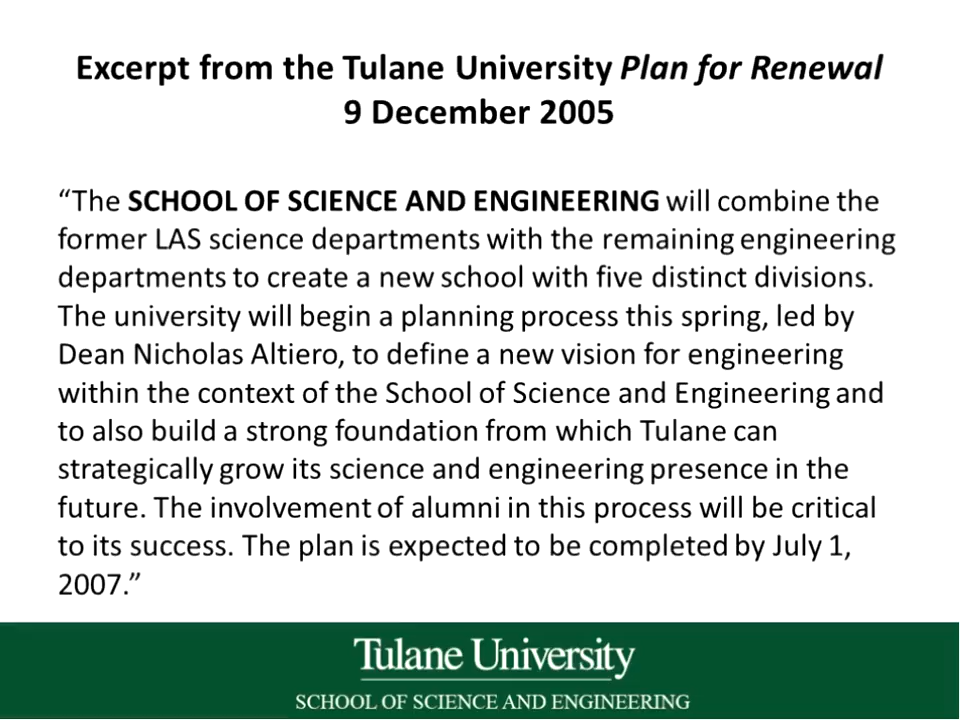 Excerpt from the Tulane University Plan for Renewal
9 December 2005
“The SCHOOL OF SCIENCE AND ENGINEERING will combine the
former LAS science departments with the remaining engineering
departments to create a new school with five distinct divisions.
The university will begin a planning process this spring, led by
Dean Nicholas Altiero, to define a new vision for engineering
within the context of the School of Science and Engineering and
to also build a strong foundation from which Tulane can
strategically grow its science and engineering presence in the
future. The involvement of alumni in this process will be critical
to its success. The plan is expected to be completed by July 1,
2007.”
Tulane University
SCHOOL OF SCIENCE AND ENGINEERING